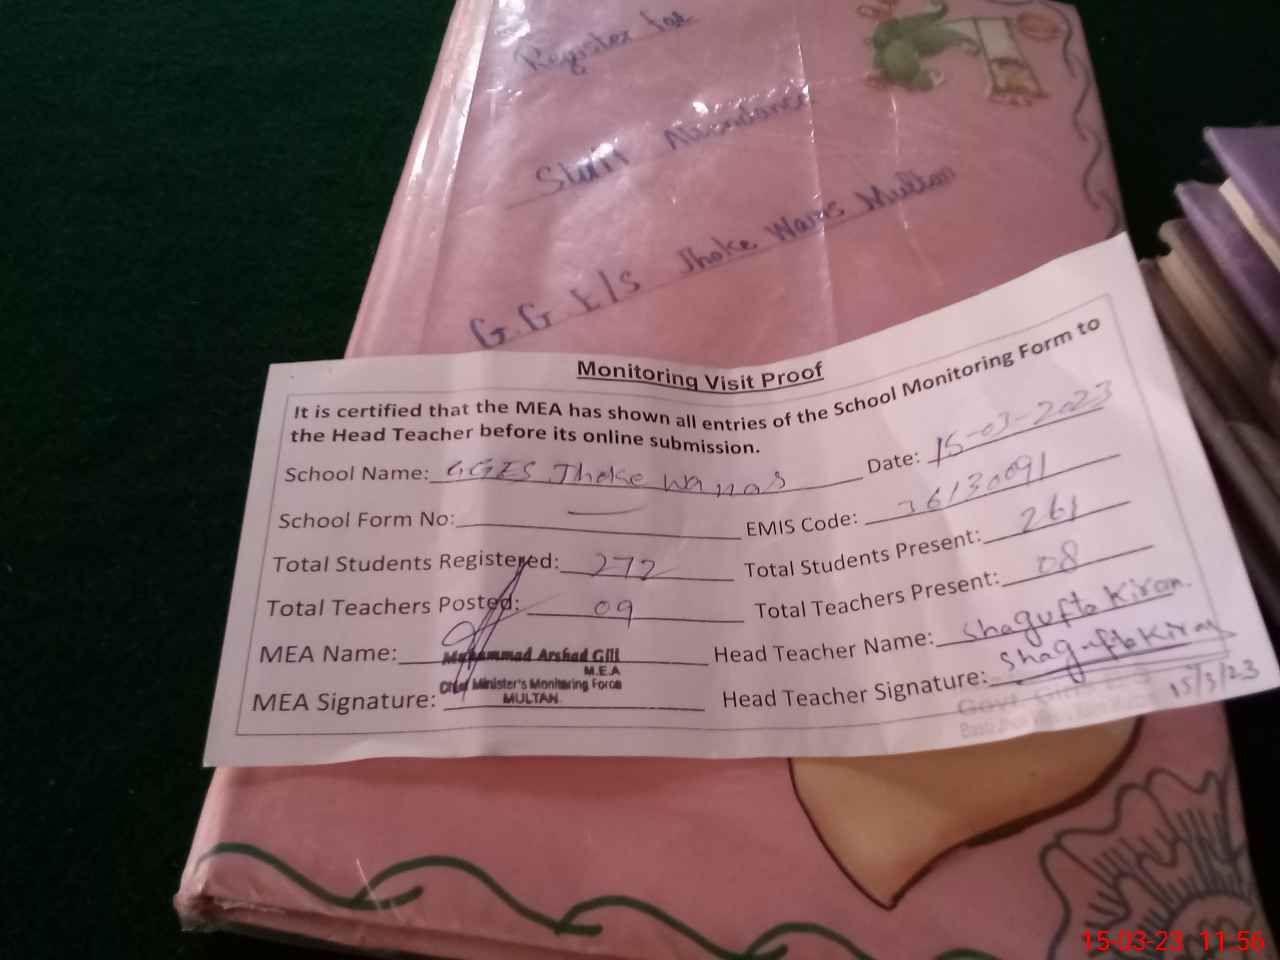 Register for
Staff Attendance
G.G E/S Jhoke Wains Multan
Monitoring Visit Proof
It is certified that the MEA has shown all entries of the School Monitoring Form to
the Head Teacher before its online submission.
School Name: GGES Jhoke Wains Date: 15-03-2023
School Form No: — EMIS Code: 36130091
Total Students Registered: 272 Total Students Present: 261
Total Teachers Posted: 09 Total Teachers Present: 08
MEA Name: Muhammad Arshad Gill Head Teacher Name: Shagufta Kiran.
M.E.A
MEA Signature: Chief Minister's Monitoring Force Head Teacher Signature: Shagufta Kiran
MULTAN. 15/3/23
Govt. Girls
15-03-23 11:56